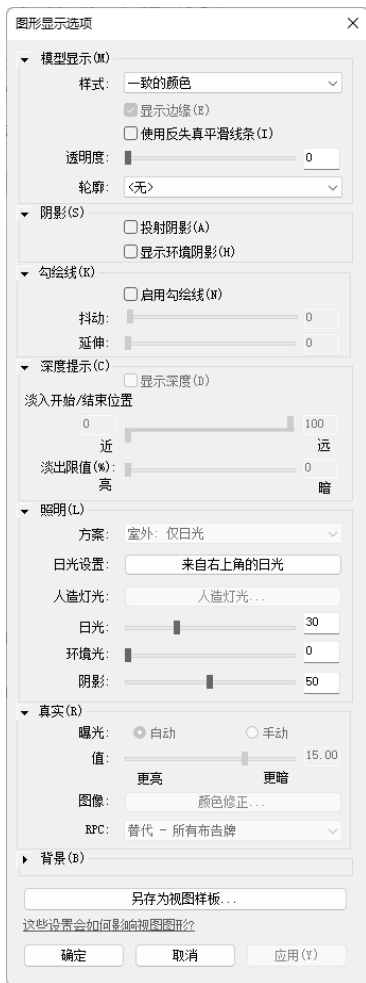 图形显示选项
模型显示(M)
样式: 一致的颜色
显示边缘(E)
使用反失真平滑线条(I)
透明度: 0
轮廓: <无>
阴影(S)
投射阴影(A)
显示环境阴影(H)
勾绘线(K)
启用勾绘线(N)
抖动: 0
延伸: 0
深度提示(C)
显示深度(D)
淡入开始/结束位置
0 100
近 远
淡出限值(%): 0
亮 暗
照明(L)
方案: 室外: 仅日光
日光设置: 来自右上角的日光
人造灯光: 人造灯光...
日光: 30
环境光: 0
阴影: 50
真实(R)
曝光: 自动 手动
值: 15.00
更亮 更暗
图像: 颜色修正...
RPC: 替代 - 所有布告牌
背景(B)
另存为视图样板...
这些设置会如何影响视图图形?
确定 取消 应用(Y)